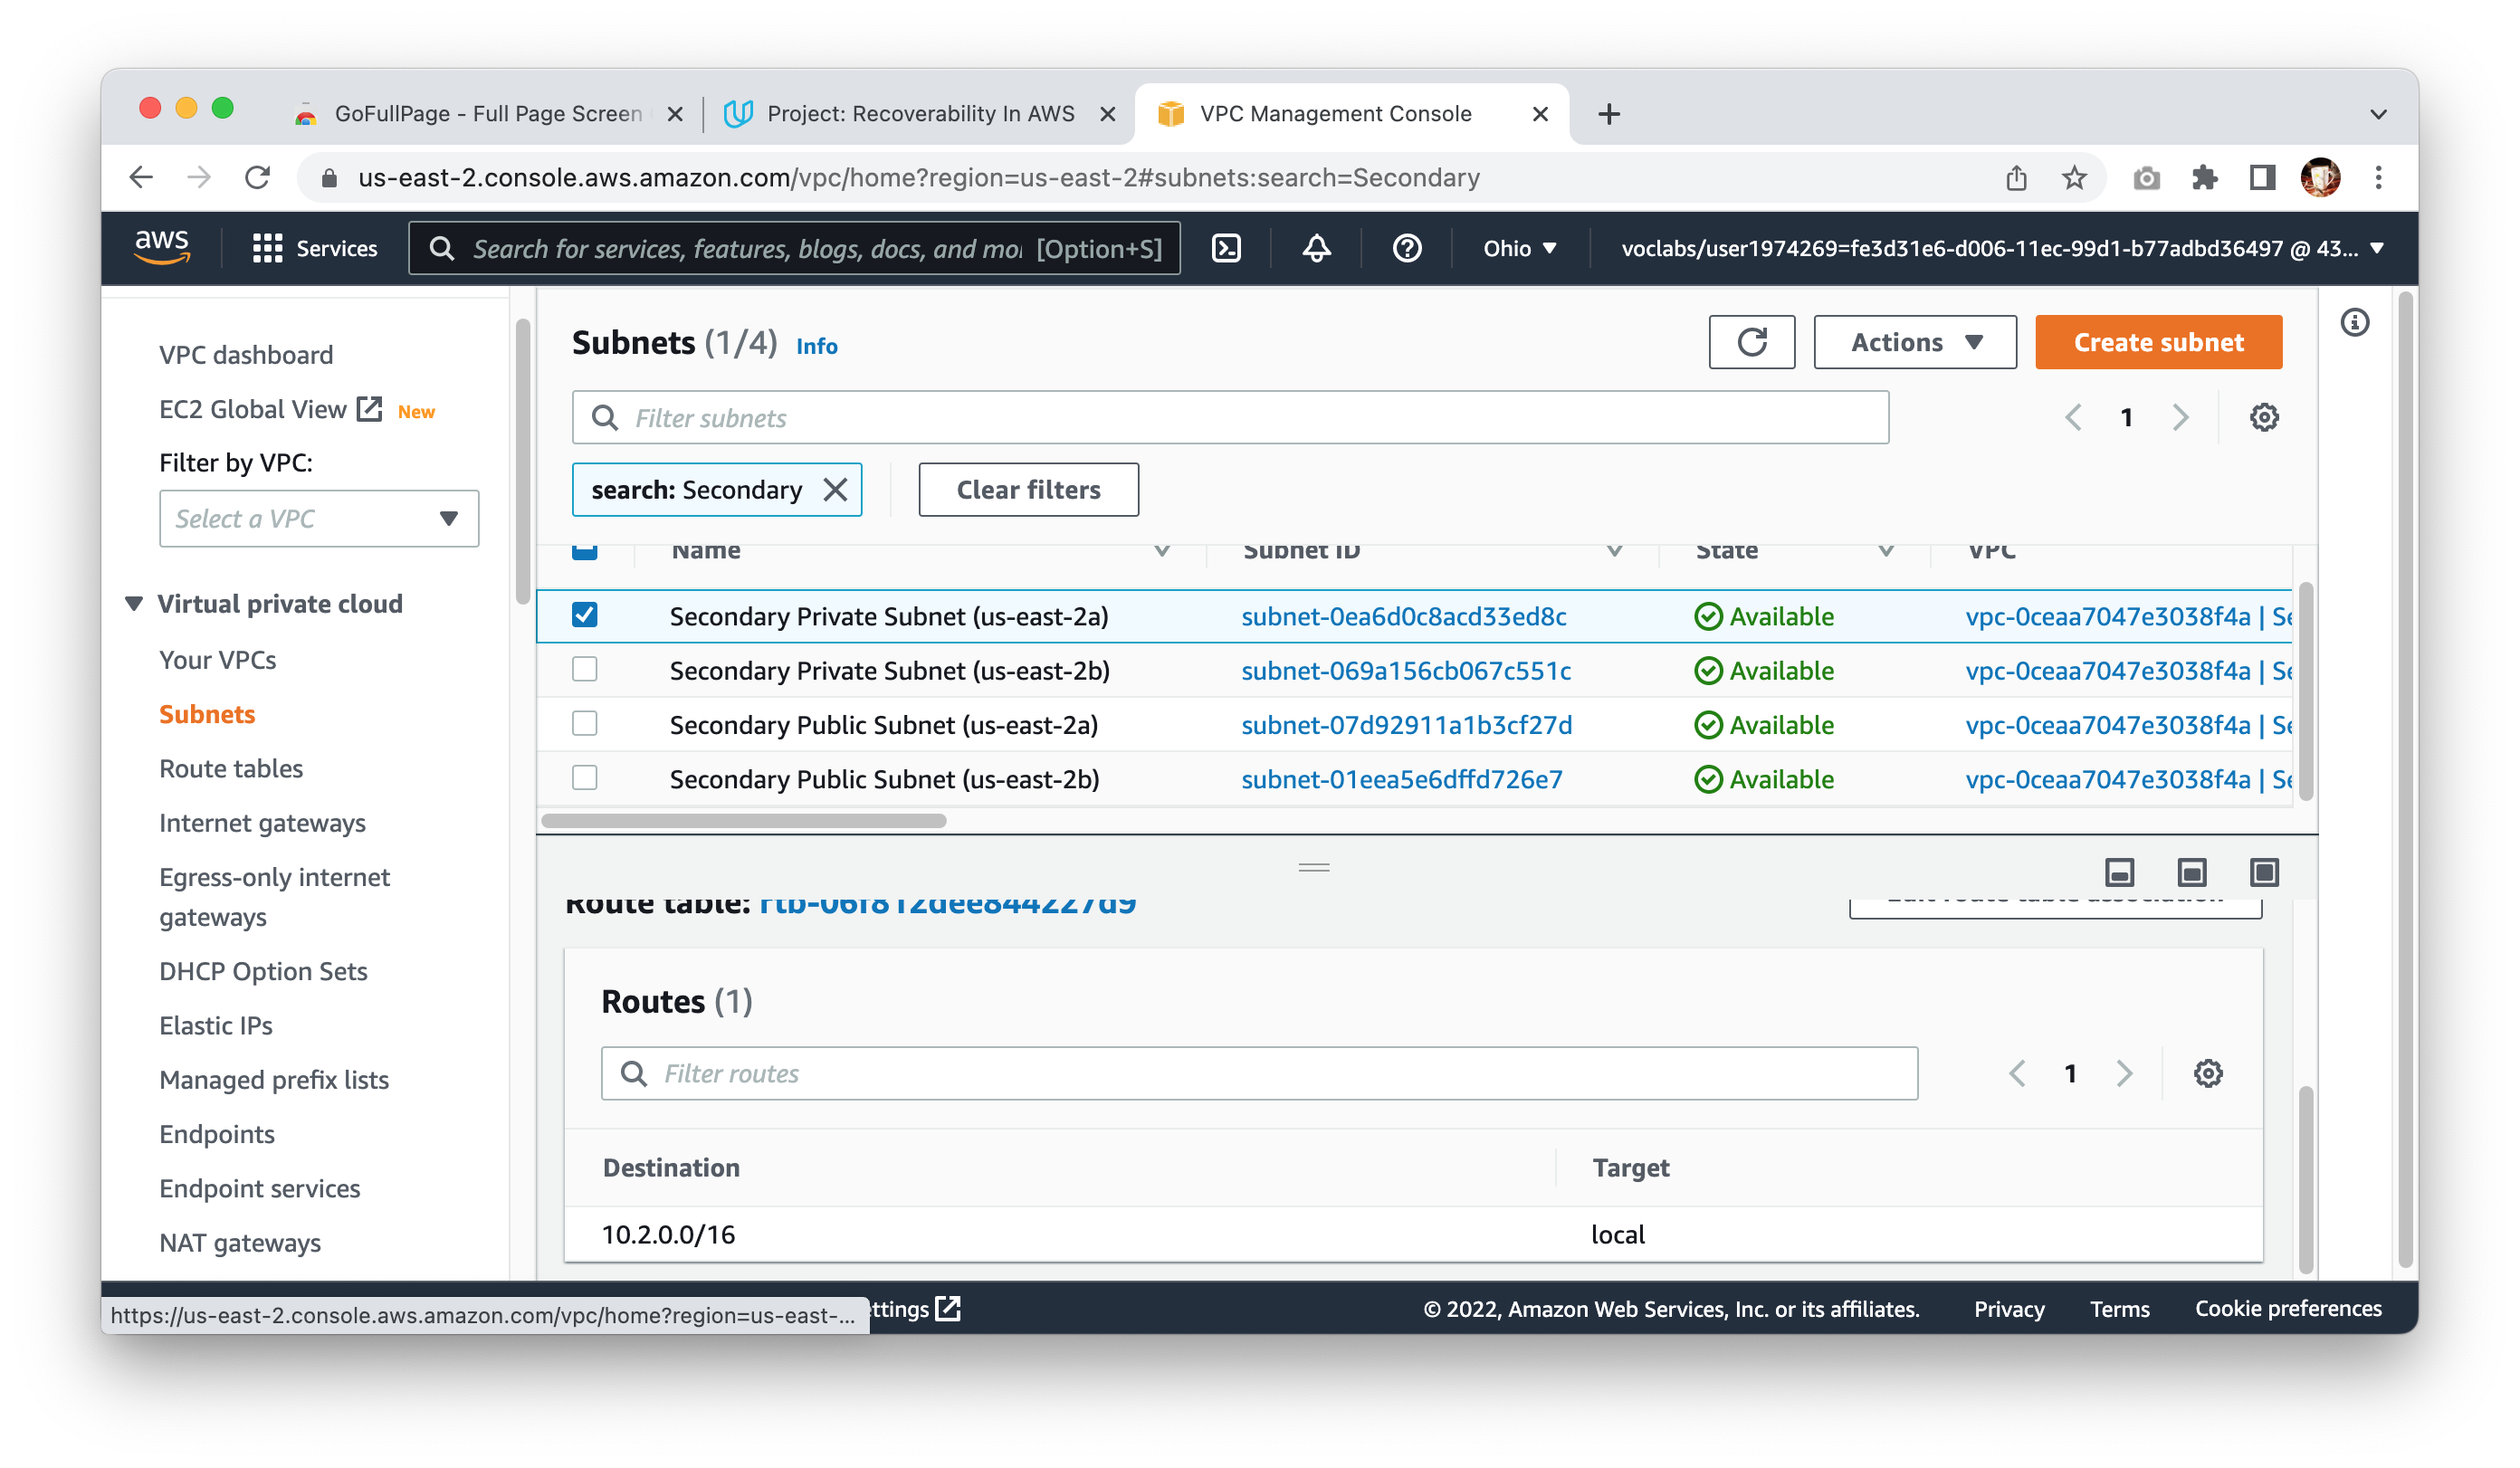 GoFullPage - Full Page Screen
Project: Recoverability In AWS
VPC Management Console
us-east-2.console.aws.amazon.com/vpc/home?region=us-east-2#subnets:search=Secondary
aws
Services
Search for services, features, blogs, docs, and mo
[Option+S]
Ohio
voclabs/user1974269=fe3d31e6-d006-11ec-99d1-b77adbd36497 @ 43...
VPC dashboard
EC2 Global View New
Filter by VPC:
Select a VPC
Virtual private cloud
Your VPCs
Subnets
Route tables
Internet gateways
Egress-only internet
gateways
DHCP Option Sets
Elastic IPs
Managed prefix lists
Endpoints
Endpoint services
NAT gateways
Subnets (1/4) Info
Actions
Create subnet
Filter subnets
1
search: Secondary
Clear filters
Name Subnet ID State VPC
Secondary Private Subnet (us-east-2a) subnet-0ea6d0c8acd33ed8c Available vpc-0ceaa7047e3038f4a | Se
Secondary Private Subnet (us-east-2b) subnet-069a156cb067c551c Available vpc-0ceaa7047e3038f4a | Se
Secondary Public Subnet (us-east-2a) subnet-07d92911a1b3cf27d Available vpc-0ceaa7047e3038f4a | Se
Secondary Public Subnet (us-east-2b) subnet-01eea5e6dffd726e7 Available vpc-0ceaa7047e3038f4a | Se
Route table: rtb-06f812dee844227d9
Edit route table association
Routes (1)
Filter routes
1
Destination Target
10.2.0.0/16 local
https://us-east-2.console.aws.amazon.com/vpc/home?region=us-east-...
ttings
© 2022, Amazon Web Services, Inc. or its affiliates.
Privacy
Terms
Cookie preferences